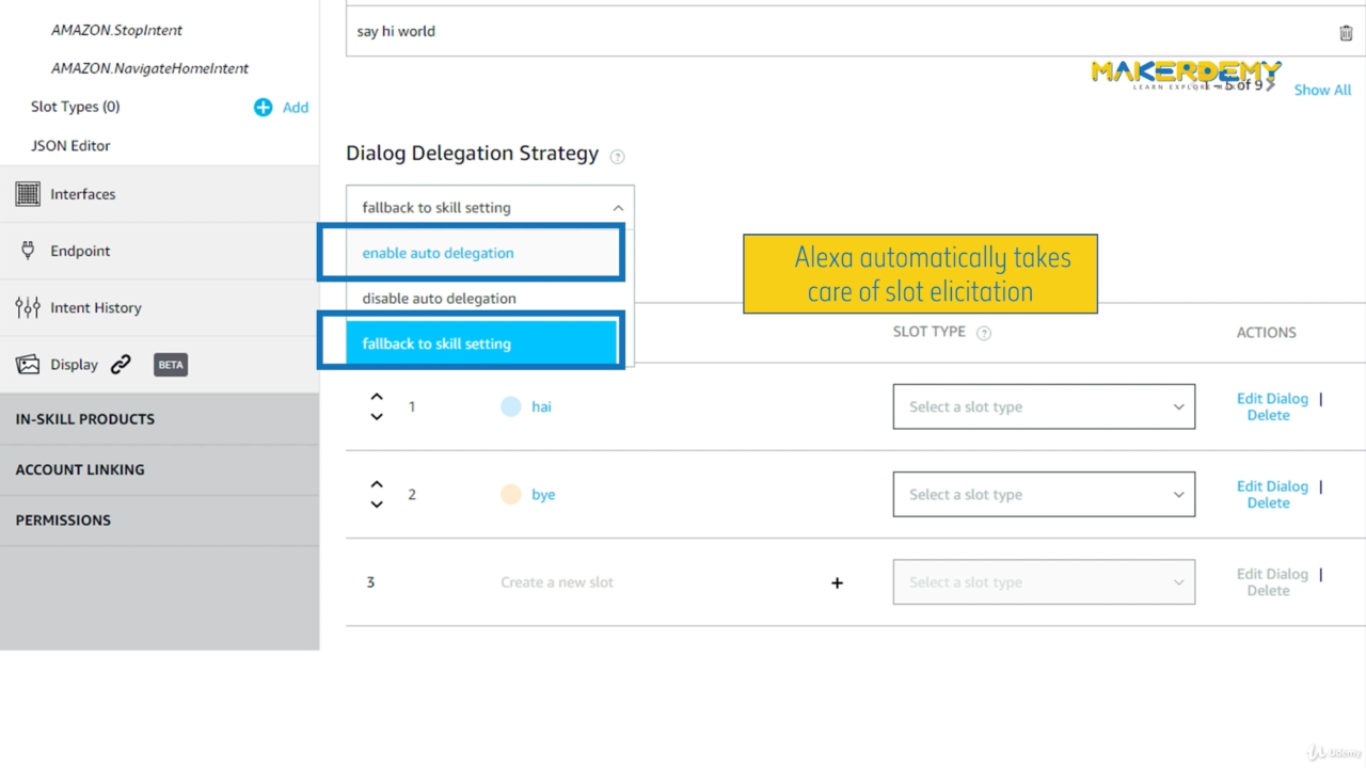 AMAZON.StopIntent
AMAZON.NavigateHomeIntent
Slot Types (0)
Add
JSON Editor
Interfaces
Endpoint
Intent History
Display
BETA
IN-SKILL PRODUCTS
ACCOUNT LINKING
PERMISSIONS
say hi world
MAKERDEMY
LEARN EXPLORE
1 – 5 of 9
Show All
Dialog Delegation Strategy
fallback to skill setting
enable auto delegation
disable auto delegation
fallback to skill setting
Alexa automatically takes
care of slot elicitation
SLOT TYPE
ACTIONS
1
hai
Select a slot type
Edit Dialog |
Delete
2
bye
Select a slot type
Edit Dialog |
Delete
3
Create a new slot
+
Select a slot type
Edit Dialog |
Delete
Udemy